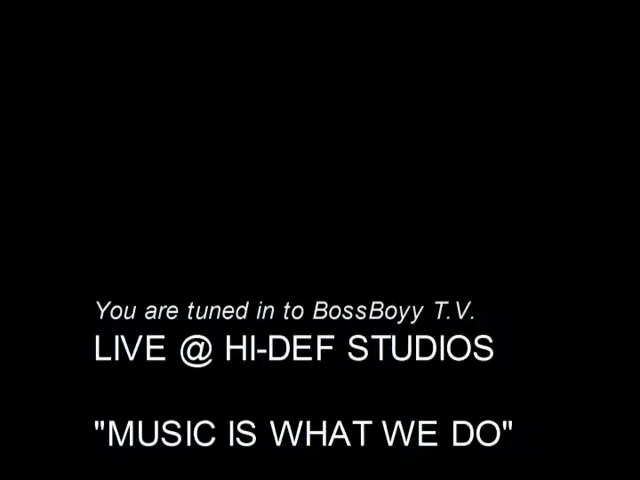 You are tuned in to BossBoyy T.V.
LIVE @ HI-DEF STUDIOS
"MUSIC IS WHAT WE DO"